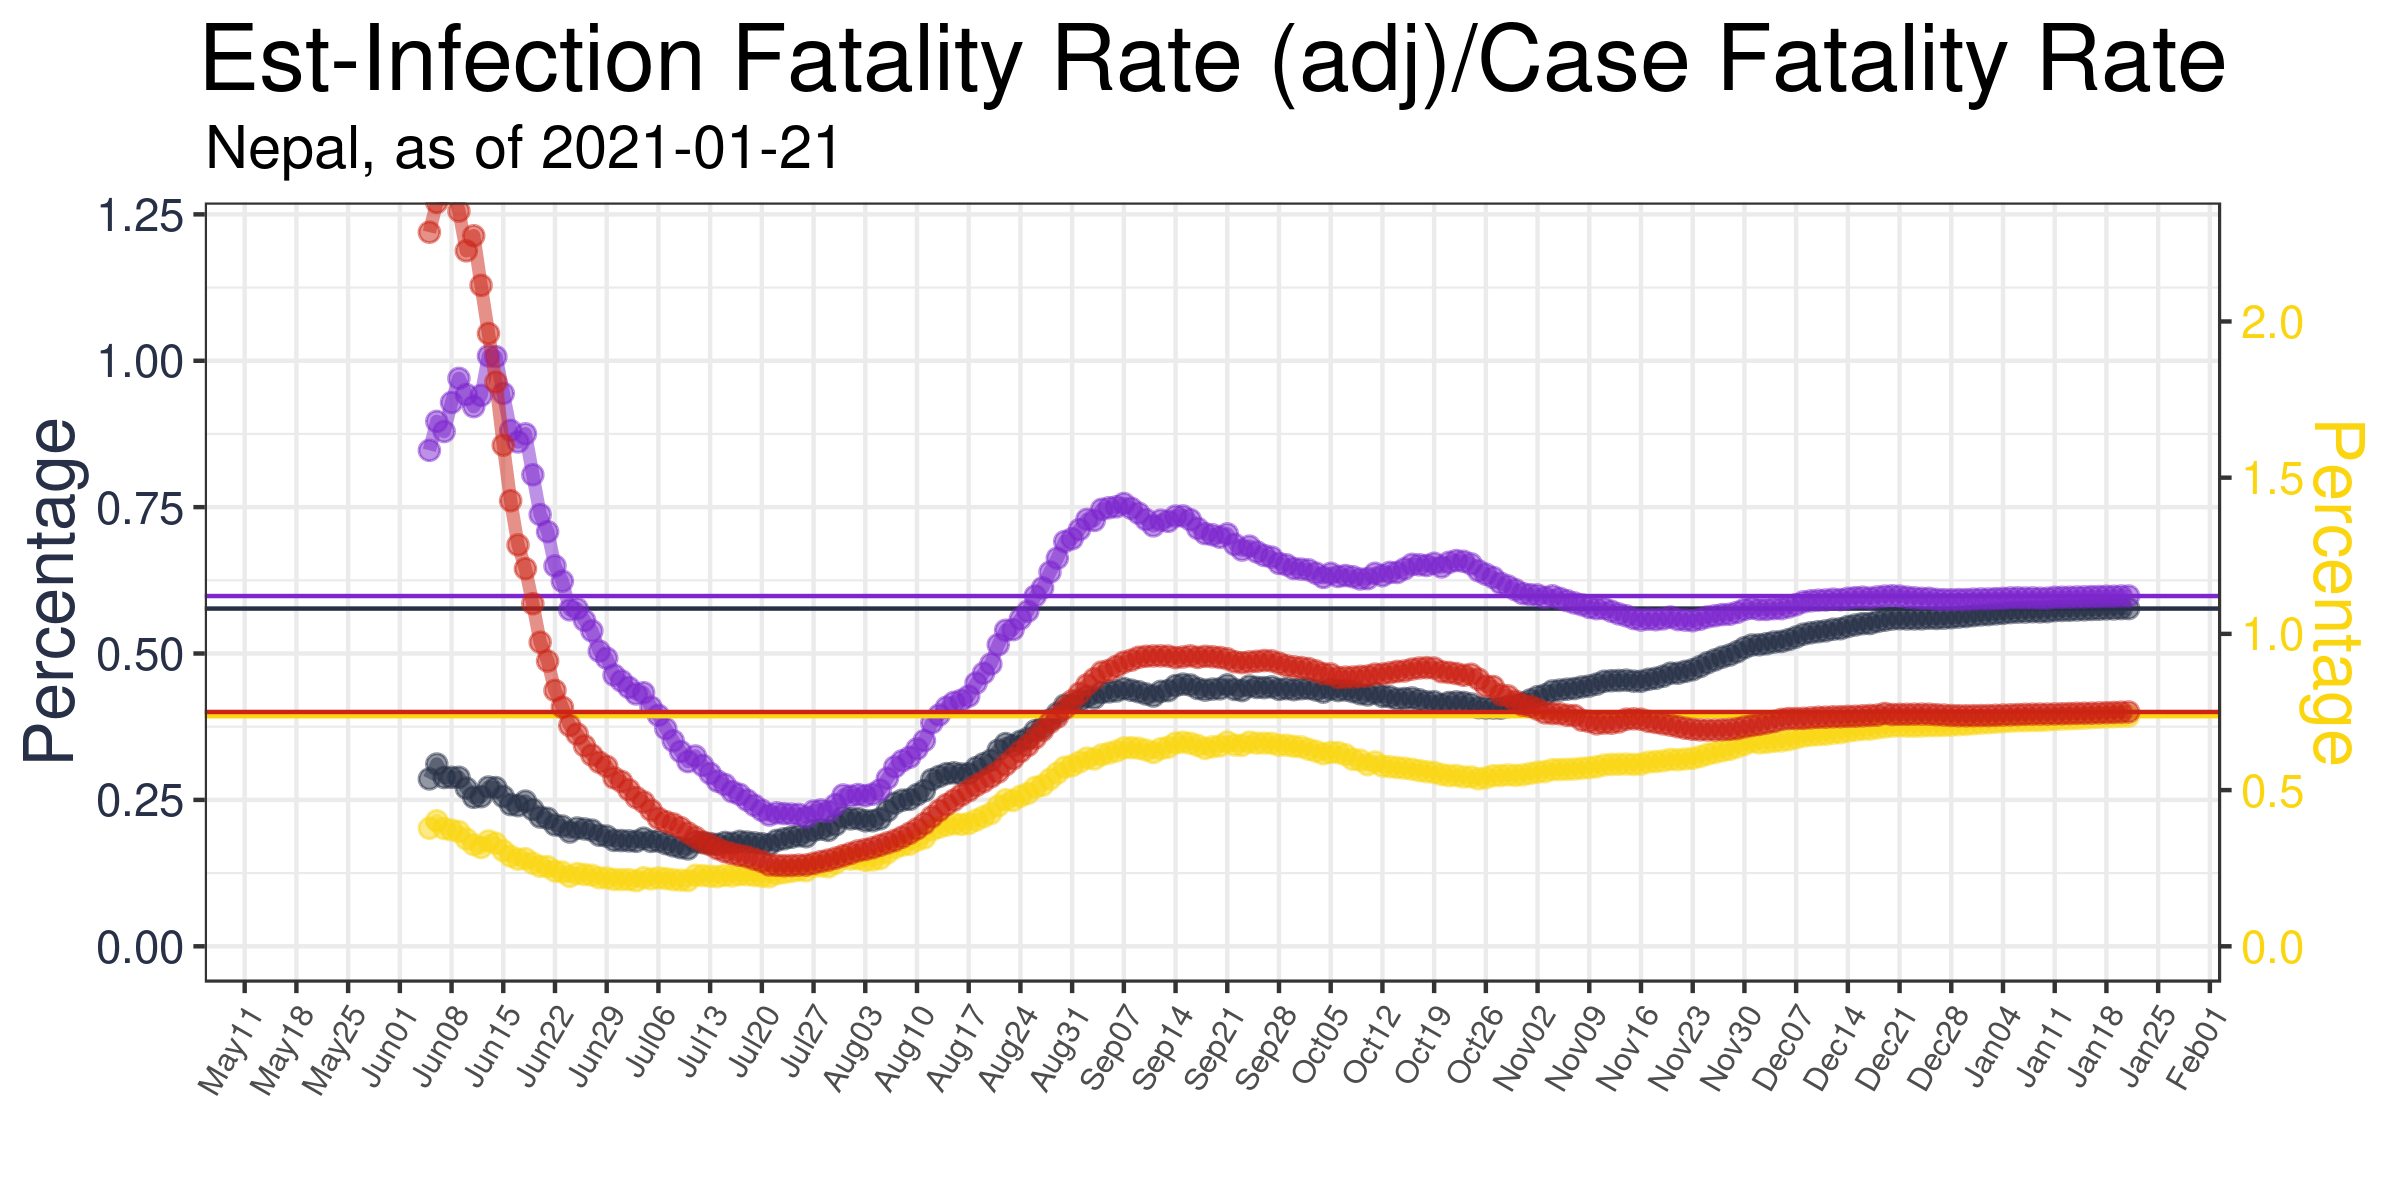 Est-Infection Fatality Rate (adj)/Case Fatality Rate
Nepal, as of 2021-01-21
Percentage
1.25
1.00
0.75
0.50
0.25
0.00
2.0
1.5
1.0
0.5
0.0
Percentage
May11
May18
May25
Jun01
Jun08
Jun15
Jun22
Jun29
Jul06
Jul13
Jul20
Jul27
Aug03
Aug10
Aug17
Aug24
Aug31
Sep07
Sep14
Sep21
Sep28
Oct05
Oct12
Oct19
Oct26
Nov02
Nov09
Nov16
Nov23
Nov30
Dec07
Dec14
Dec21
Dec28
Jan04
Jan11
Jan18
Jan25
Feb01